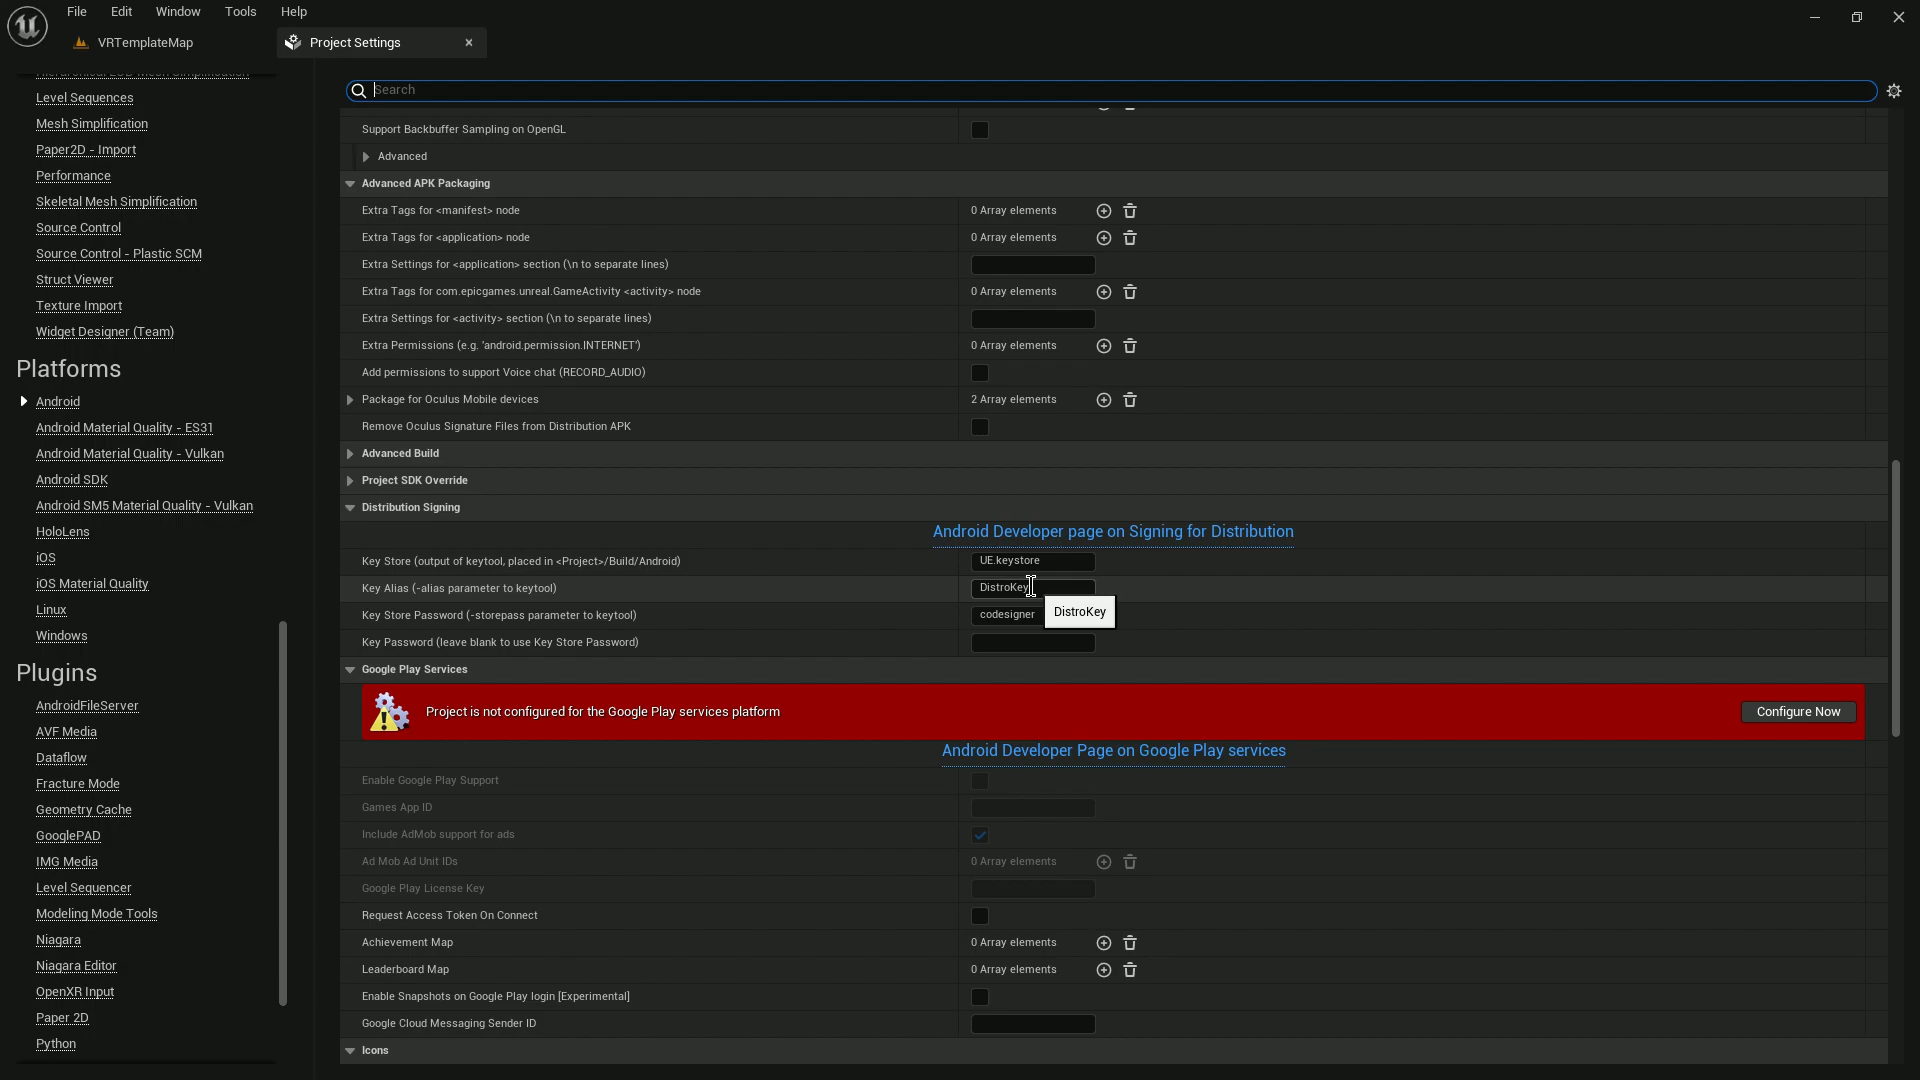 File Edit Window Tools Help
VRTemplateMap
Project Settings
Search
Level Sequences
Mesh Simplification
Paper2D - Import
Performance
Skeletal Mesh Simplification
Source Control
Source Control - Plastic SCM
Struct Viewer
Texture Import
Widget Designer (Team)
Platforms
Android
Android Material Quality - ES31
Android Material Quality - Vulkan
Android SDK
Android SM5 Material Quality - Vulkan
HoloLens
iOS
iOS Material Quality
Linux
Windows
Plugins
AndroidFileServer
AVF Media
Dataflow
Fracture Mode
Geometry Cache
GooglePAD
IMG Media
Level Sequencer
Modeling Mode Tools
Niagara
Niagara Editor
OpenXR Input
Paper 2D
Python
Support Backbuffer Sampling on OpenGL
Advanced
Advanced APK Packaging
Extra Tags for <manifest> node 0 Array elements
Extra Tags for <application> node 0 Array elements
Extra Settings for <application> section (\n to separate lines)
Extra Tags for com.epicgames.unreal.GameActivity <activity> node 0 Array elements
Extra Settings for <activity> section (\n to separate lines)
Extra Permissions (e.g. 'android.permission.INTERNET') 0 Array elements
Add permissions to support Voice chat (RECORD_AUDIO)
Package for Oculus Mobile devices 2 Array elements
Remove Oculus Signature Files from Distribution APK
Advanced Build
Project SDK Override
Distribution Signing
Android Developer page on Signing for Distribution
Key Store (output of keytool, placed in <Project>/Build/Android) UE.keystore
Key Alias (-alias parameter to keytool) DistroKey
Key Store Password (-storepass parameter to keytool) codesigner
DistroKey
Key Password (leave blank to use Key Store Password)
Google Play Services
Project is not configured for the Google Play services platform Configure Now
Android Developer Page on Google Play services
Enable Google Play Support
Games App ID
Include AdMob support for ads
Ad Mob Ad Unit IDs 0 Array elements
Google Play License Key
Request Access Token On Connect
Achievement Map 0 Array elements
Leaderboard Map 0 Array elements
Enable Snapshots on Google Play login [Experimental]
Google Cloud Messaging Sender ID
Icons